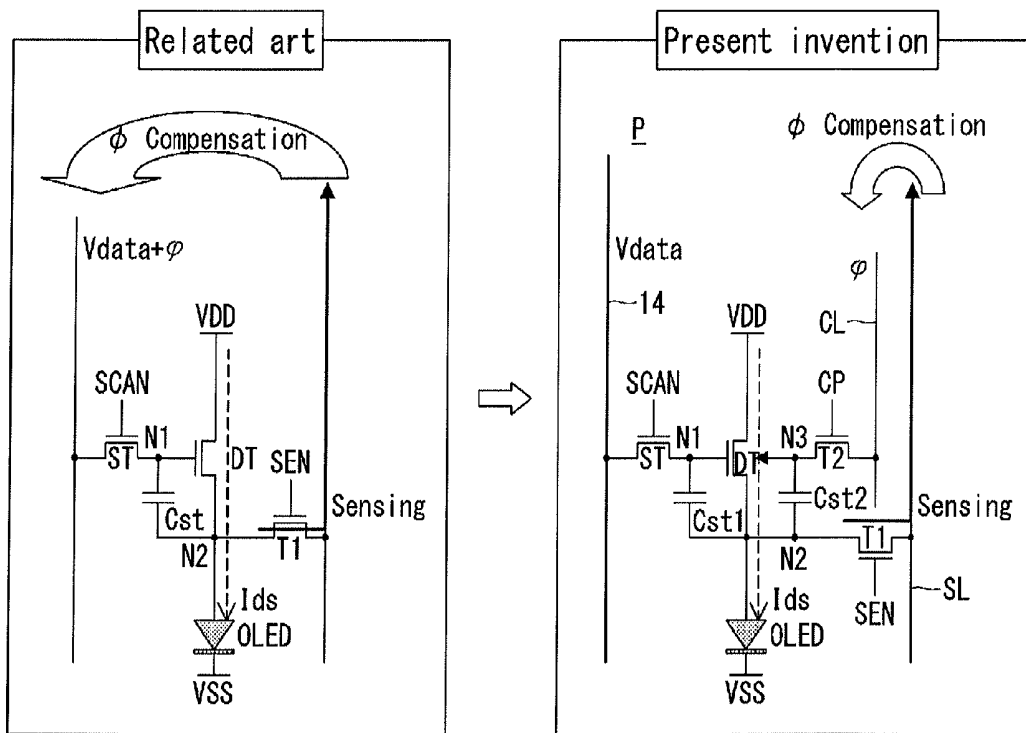 Related art
ϕ Compensation
Vdata+φ
VDD
SCAN
N1
ST
DT
SEN
Cst
Sensing
N2
T1
Ids
OLED
VSS
Present invention
P
ϕ Compensation
Vdata
φ
14
VDD
CL
SCAN
CP
N1
N3
ST
DT
T2
Cst1
Cst2
Sensing
T1
N2
SL
Ids
SEN
OLED
VSS